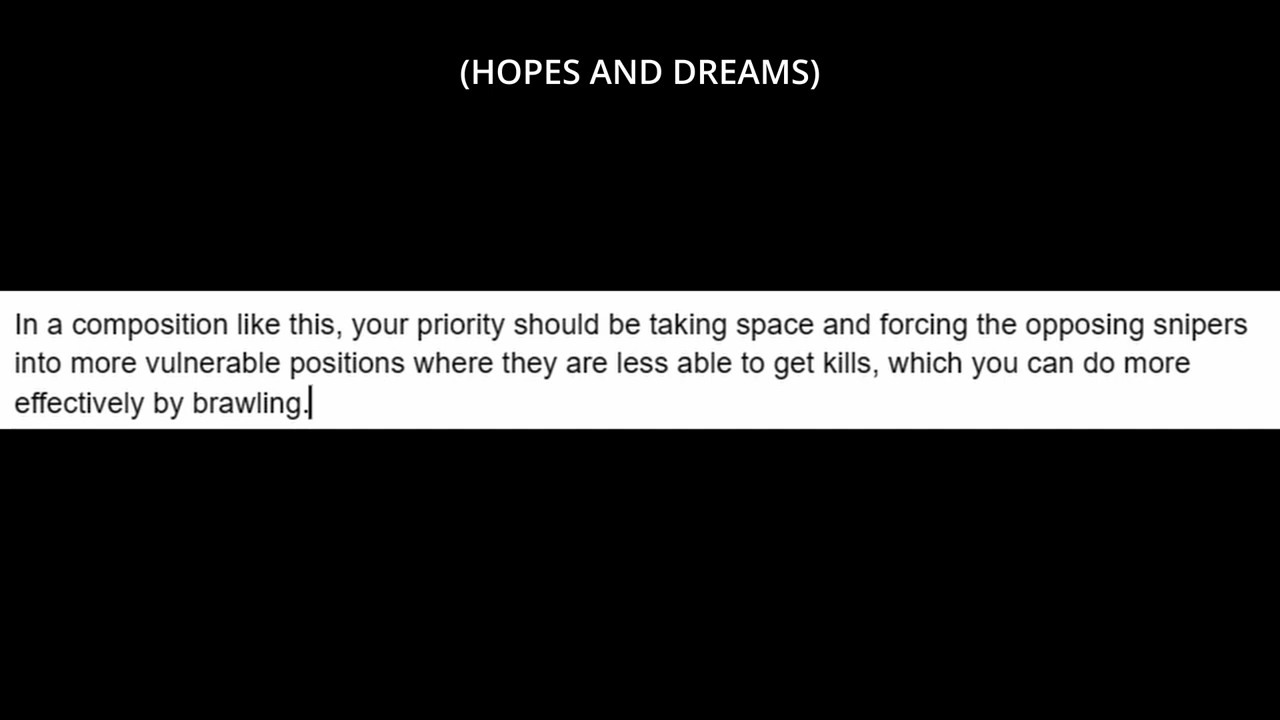 (HOPES AND DREAMS)
In a composition like this, your priority should be taking space and forcing the opposing snipers
into more vulnerable positions where they are less able to get kills, which you can do more
effectively by brawling.